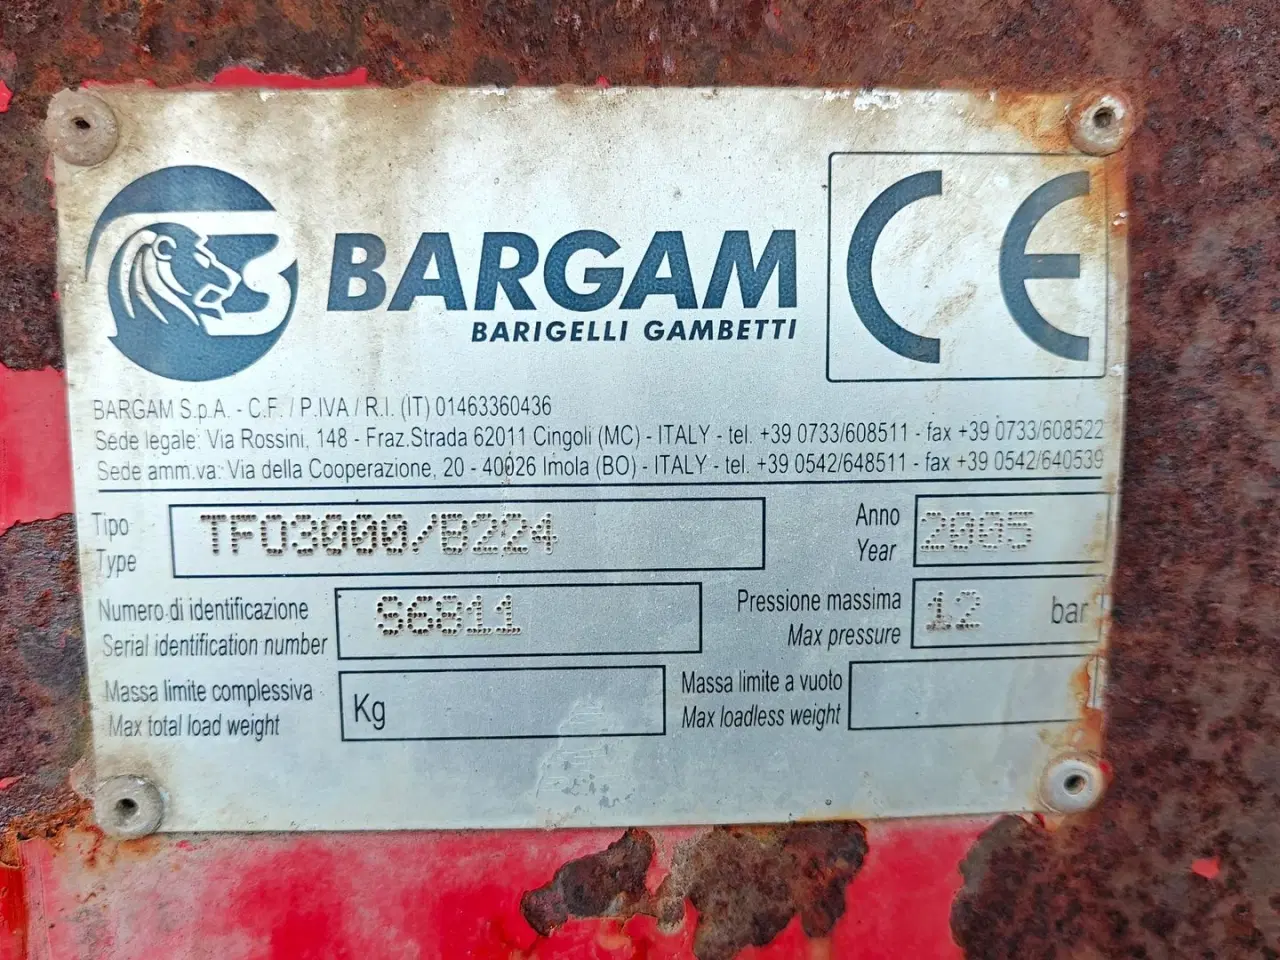 BARGAM
BARIGELLI GAMBETTI
CE
BARGAM S.p.A. - C.F. / P.IVA / R.I. (IT) 01463360436
Sede legale: Via Rossini, 148 - Fraz.Strada 62011 Cingoli (MC) - ITALY - tel. +39 0733/608511 - fax +39 0733/608522
Sede amm.va: Via della Cooperazione, 20 - 40026 Imola (BO) - ITALY - tel. +39 0542/648511 - fax +39 0542/640539
Tipo
Type
TFO3000/B224
Anno
Year
2005
Numero di identificazione
Serial identification number
S6811
Pressione massima
Max pressure
12 bar
Massa limite complessiva
Max total load weight
Kg
Massa limite a vuoto
Max loadless weight